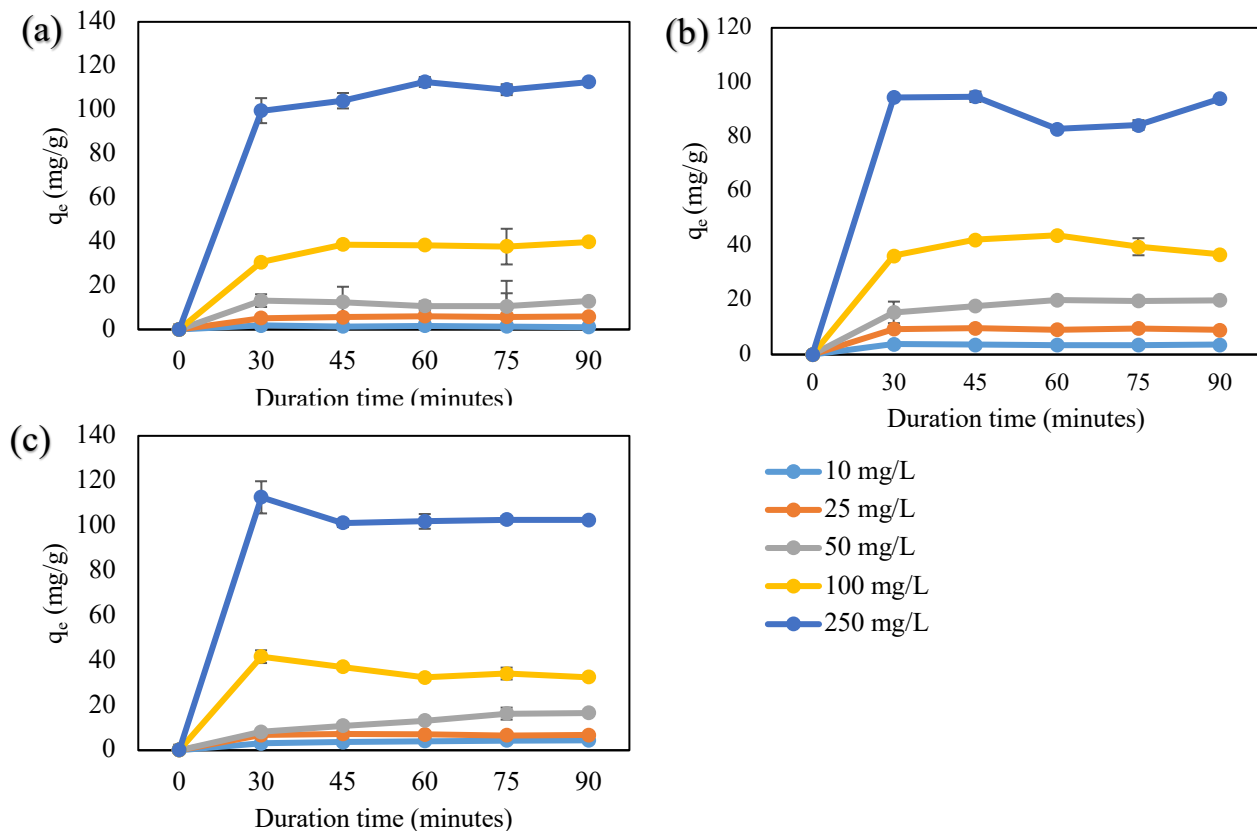 (a)
140
120
100
80
60
40
20
0
qe (mg/g)
0 30 45 60 75 90
Duration time (minutes)
(b)
120
100
80
60
40
20
0
qe (mg/g)
0 30 45 60 75 90
Duration time (minutes)
(c)
140
120
100
80
60
40
20
0
qe (mg/g)
0 30 45 60 75 90
Duration time (minutes)
10 mg/L
25 mg/L
50 mg/L
100 mg/L
250 mg/L